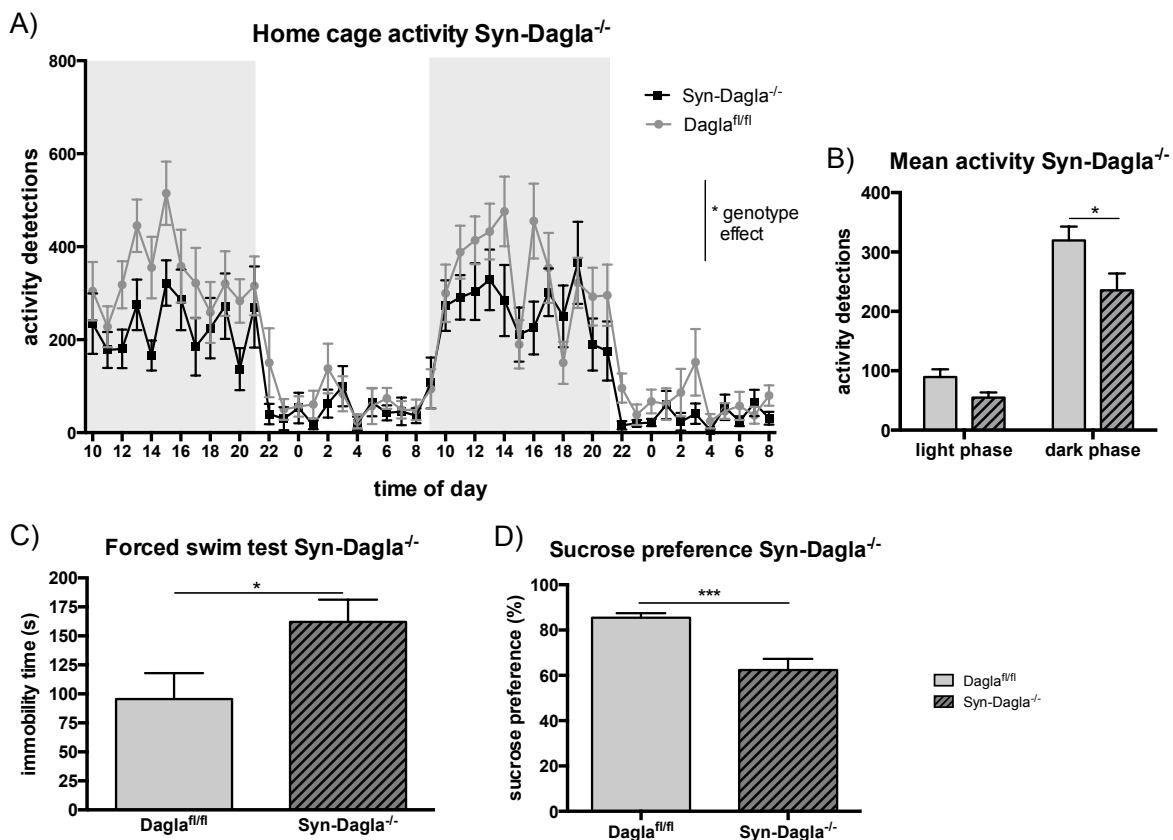 A)
Home cage activity Syn-Dagla-/-
800
600
400
200
0
activity detetctions
10 12 14 16 18 20 22 0 2 4 6 8 10 12 14 16 18 20 22 0 2 4 6 8
time of day
Syn-Dagla-/-
Daglafl/fl
* genotype
effect
B)
Mean activity Syn-Dagla-/-
400
300
200
100
0
activity detections
*
light phase dark phase
C)
Forced swim test Syn-Dagla-/-
200
175
150
125
100
75
50
25
0
immobility time (s)
*
Daglafl/fl Syn-Dagla-/-
D)
Sucrose preference Syn-Dagla-/-
100
80
60
40
20
0
sucrose preference (%)
***
Daglafl/fl Syn-Dagla-/-
Daglafl/fl
Syn-Dagla-/-